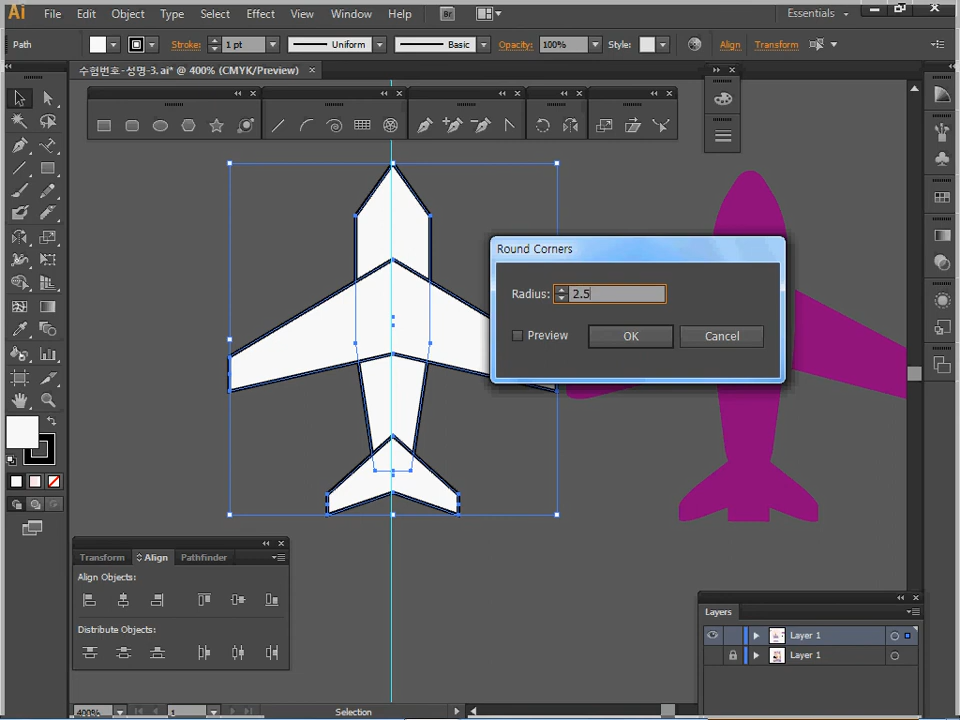 Ai File Edit Object Type Select Effect View Window Help Br Essentials
Path Stroke: 1 pt Uniform Basic Opacity: 100% Style: Align Transform
수험번호-성명-3.ai* @ 400% (CMYK/Preview)
Round Corners
Radius: 2.5
Preview OK Cancel
Transform Align Pathfinder
Align Objects:
Distribute Objects:
Layers
Layer 1
Layer 1
400% 1 Selection